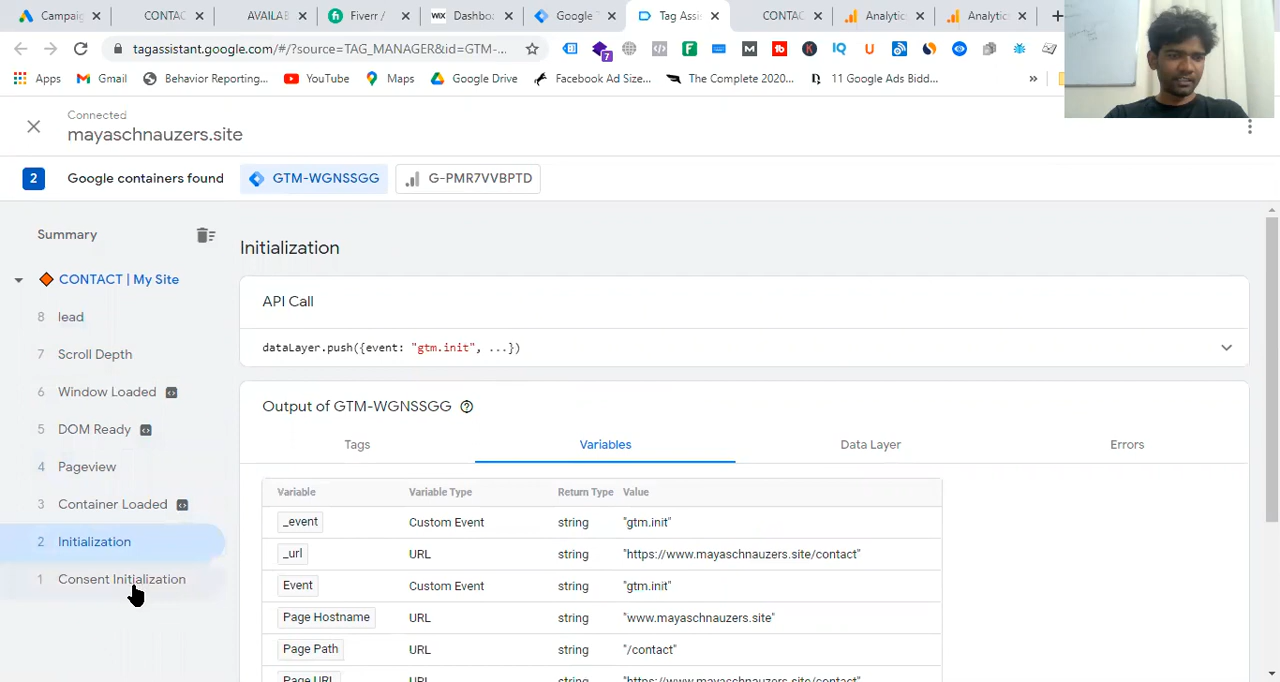 Campaig
CONTAC
AVAILAB
Fiverr /
WIX Dashbo
Google T
Tag Assis
CONTAC
Analytic
Analytic
tagassistant.google.com/#/?source=TAG_MANAGER&id=GTM-...
7
IQ
Apps
Gmail
Behavior Reporting...
YouTube
Maps
Google Drive
Facebook Ad Size...
The Complete 2020...
11 Google Ads Bidd...
»
Connected
mayaschnauzers.site
2 Google containers found GTM-WGNSSGG G-PMR7VVBPTD
Summary
CONTACT | My Site
8 lead
7 Scroll Depth
6 Window Loaded
5 DOM Ready
4 Pageview
3 Container Loaded
2 Initialization
1 Consent Initialization
Initialization
API Call
dataLayer.push({event: "gtm.init", ...})
Output of GTM-WGNSSGG
Tags Variables Data Layer Errors
Variable Variable Type Return Type Value
_event Custom Event string "gtm.init"
_url URL string "https://www.mayaschnauzers.site/contact"
Event Custom Event string "gtm.init"
Page Hostname URL string "www.mayaschnauzers.site"
Page Path URL string "/contact"
Page URL URL string "https://www.mayaschnauzers.site/contact"